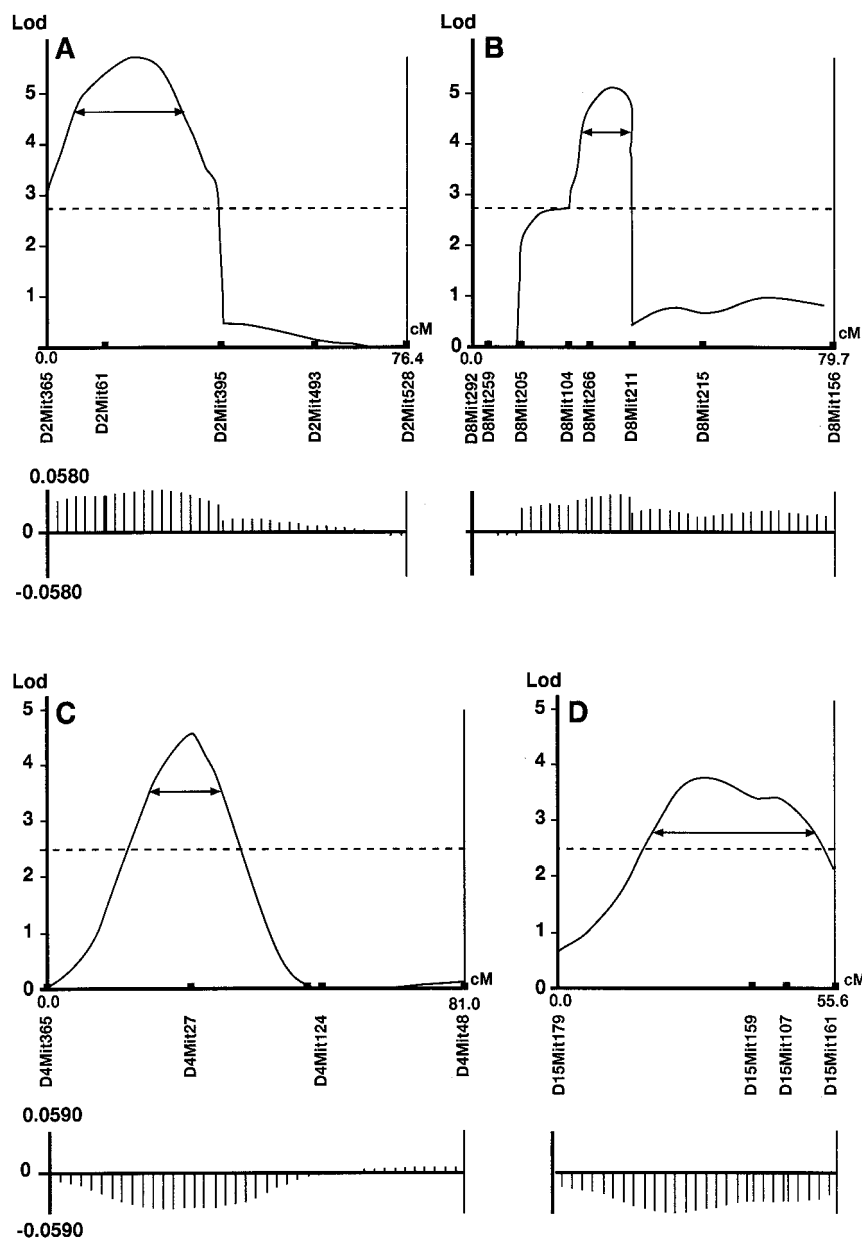 Lod
A
5
4
3
2
1
0
cM
0.0
76.4
D2Mit365
D2Mit61
D2Mit395
D2Mit493
D2Mit528
0.0580
0
-0.0580
B
5
4
3
2
1
0
cM
0.0
79.7
D8Mit292
D8Mit259
D8Mit205
D8Mit104
D8Mit266
D8Mit211
D8Mit215
D8Mit156
Lod
C
5
4
3
2
1
0
cM
0.0
81.0
D4Mit365
D4Mit27
D4Mit124
D4Mit48
0.0590
0
-0.0590
Lod
D
5
4
3
2
1
0
cM
0.0
55.6
D15Mit179
D15Mit159
D15Mit107
D15Mit161